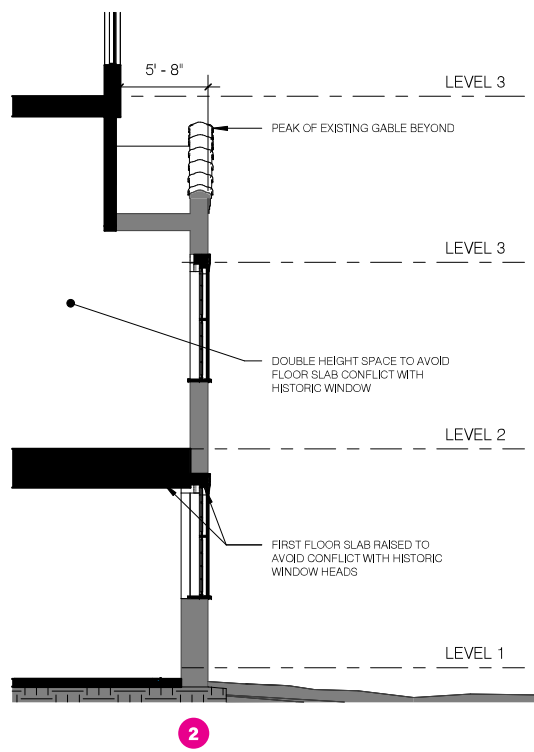 5' - 8"
LEVEL 3
PEAK OF EXISTING GABLE BEYOND
LEVEL 3
DOUBLE HEIGHT SPACE TO AVOID
FLOOR SLAB CONFLICT WITH
HISTORIC WINDOW
LEVEL 2
FIRST FLOOR SLAB RAISED TO
AVOID CONFLICT WITH HISTORIC
WINDOW HEADS
LEVEL 1
2